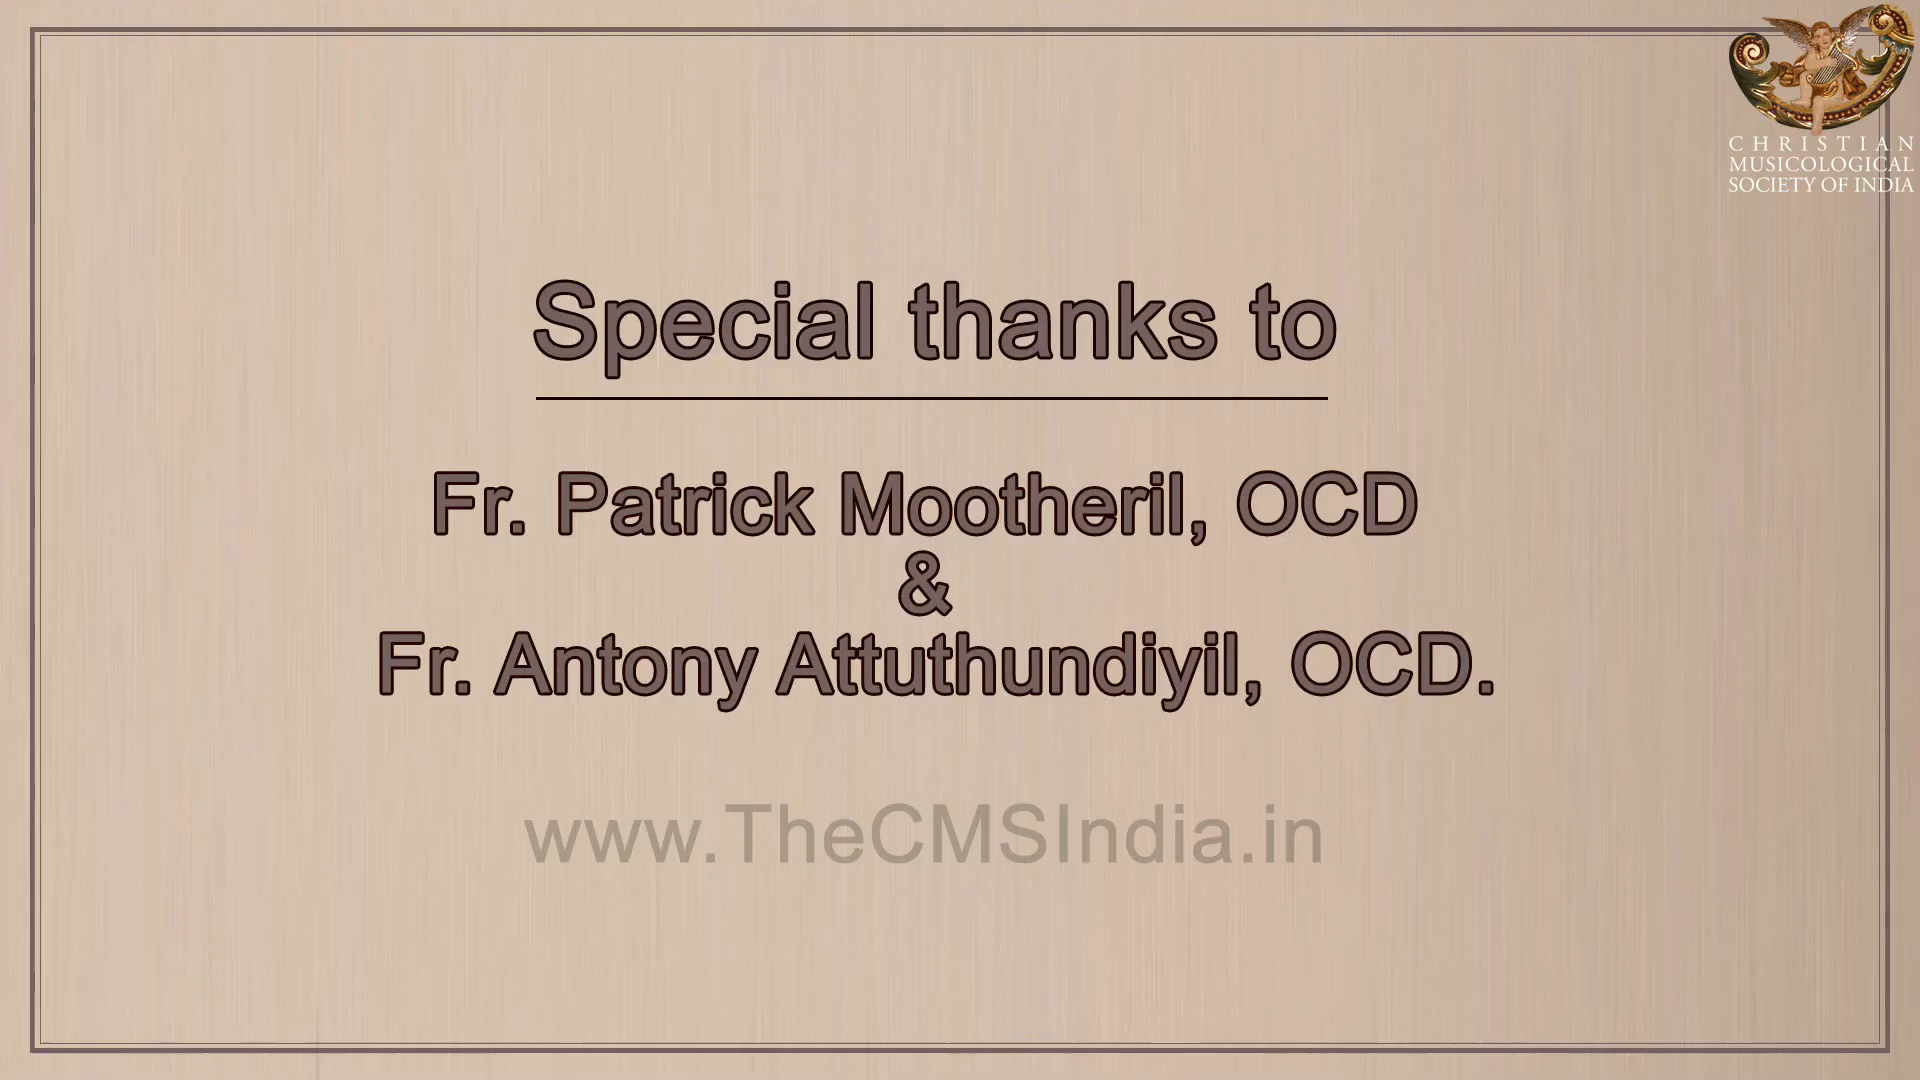 CHRISTIAN
MUSICOLOGICAL
SOCIETY OF INDIA
Special thanks to
Fr. Patrick Mootheril, OCD
&
Fr. Antony Attuthundiyil, OCD.
www.TheCMSIndia.in